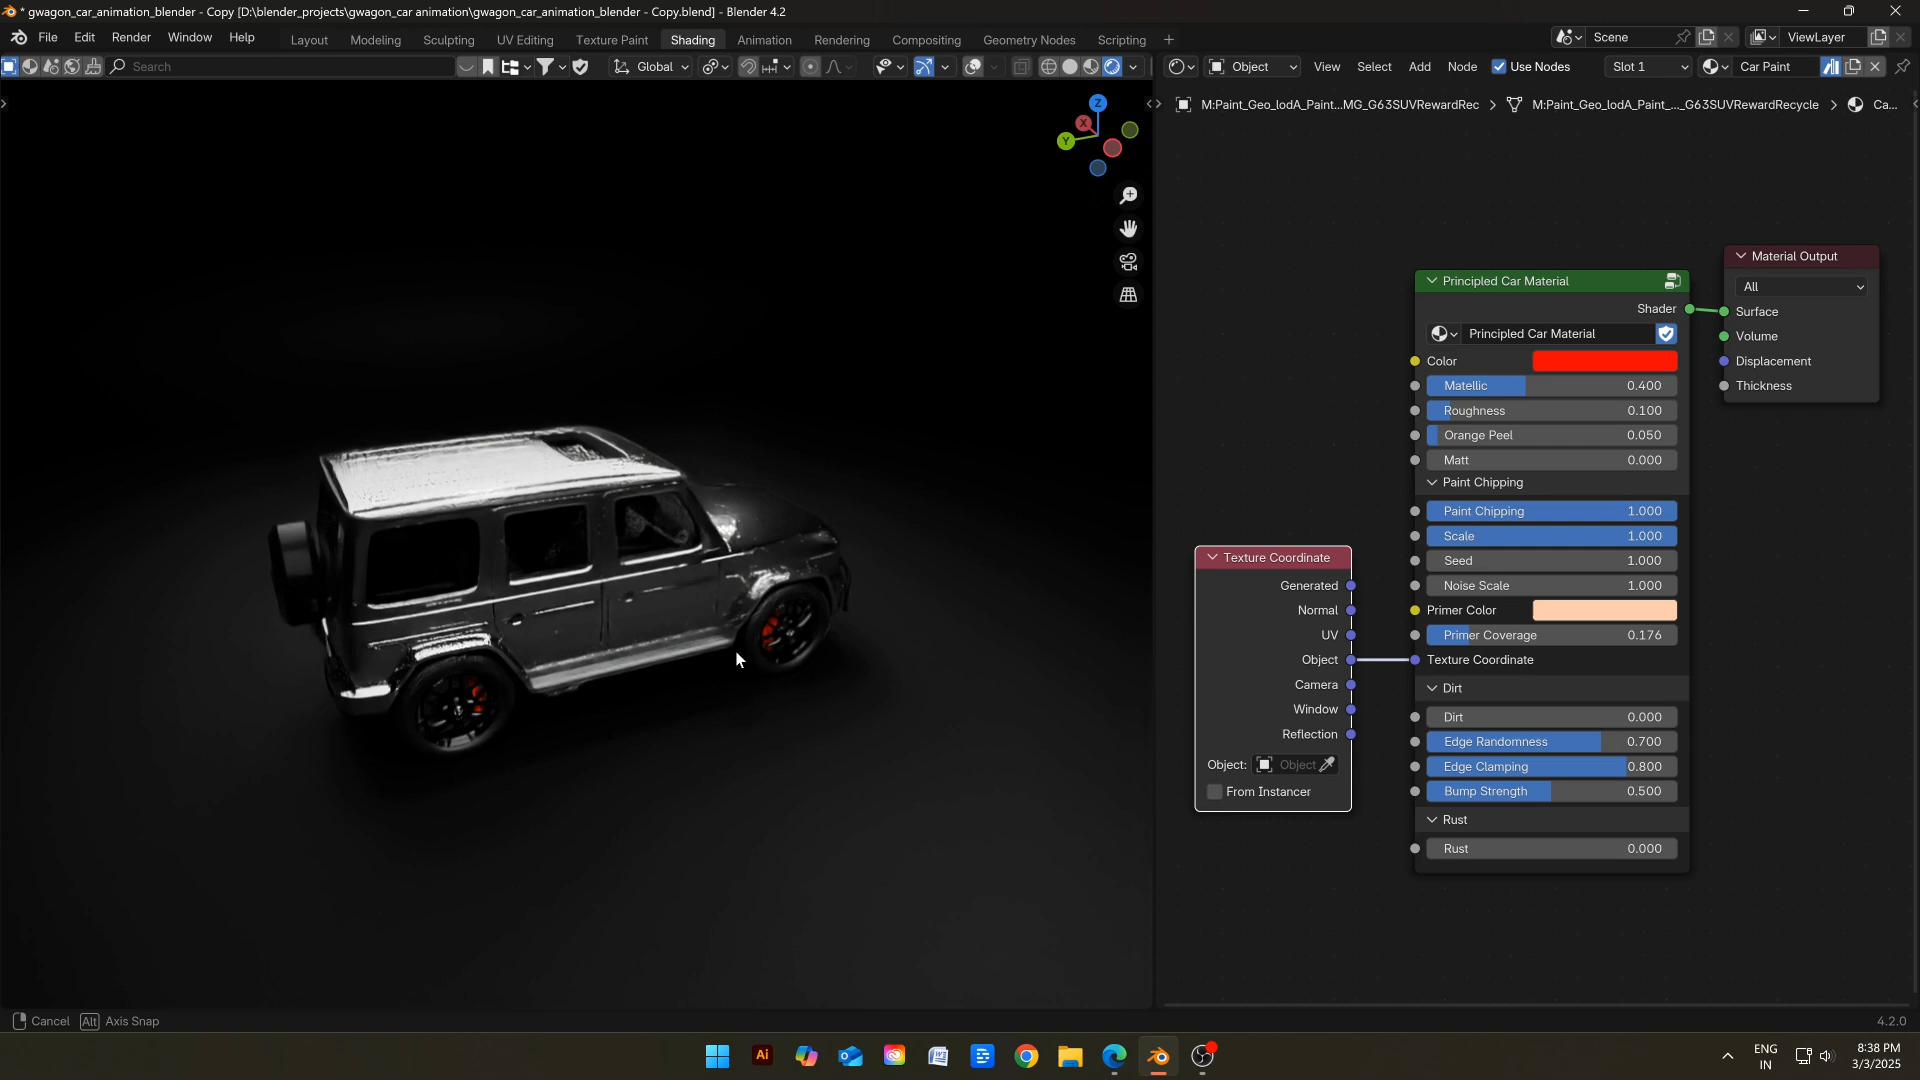 * gwagon_car_animation_blender - Copy [D:\blender_projects\gwagon_car animation\gwagon_car_animation_blender - Copy.blend] - Blender 4.2
File Edit Render Window Help Layout Modeling Sculpting UV Editing Texture Paint Shading Animation Rendering Compositing Geometry Nodes Scripting + Scene ViewLayer
Search Global Object View Select Add Node Use Nodes Slot 1 Car Paint
M:Paint_Geo_lodA_Paint...MG_G63SUVRewardRec M:Paint_Geo_lodA_Paint_..._G63SUVRewardRecycle Ca...
Z
X
Y
Material Output
All
Surface
Volume
Displacement
Thickness
Principled Car Material
Shader
Principled Car Material
Color
Matellic 0.400
Roughness 0.100
Orange Peel 0.050
Matt 0.000
Paint Chipping
Paint Chipping 1.000
Scale 1.000
Seed 1.000
Noise Scale 1.000
Primer Color
Primer Coverage 0.176
Texture Coordinate
Dirt
Dirt 0.000
Edge Randomness 0.700
Edge Clamping 0.800
Bump Strength 0.500
Rust
Rust 0.000
Texture Coordinate
Generated
Normal
UV
Object
Camera
Window
Reflection
Object: Object
From Instancer
Cancel Alt Axis Snap 4.2.0
Ai
ENG
IN
8:38 PM
3/3/2025